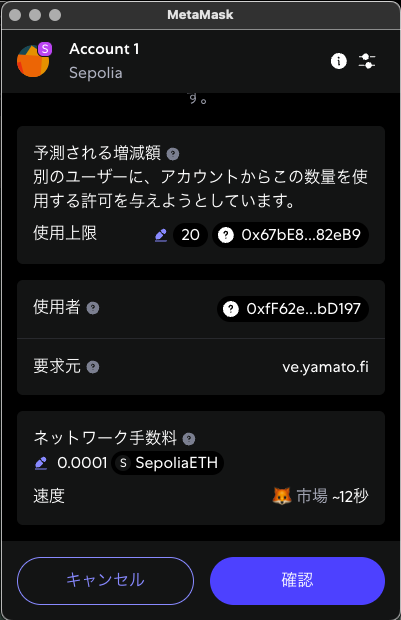 MetaMask
S
Account 1
Sepolia
す。
予測される増減額
別のユーザーに、アカウントからこの数量を使
用する許可を与えようとしています。
使用上限 20 0x67bE8...82eB9
使用者 0xfF62e...bD197
要求元 ve.yamato.fi
ネットワーク手数料
0.0001 S SepoliaETH
速度 市場 ~12秒
キャンセル 確認